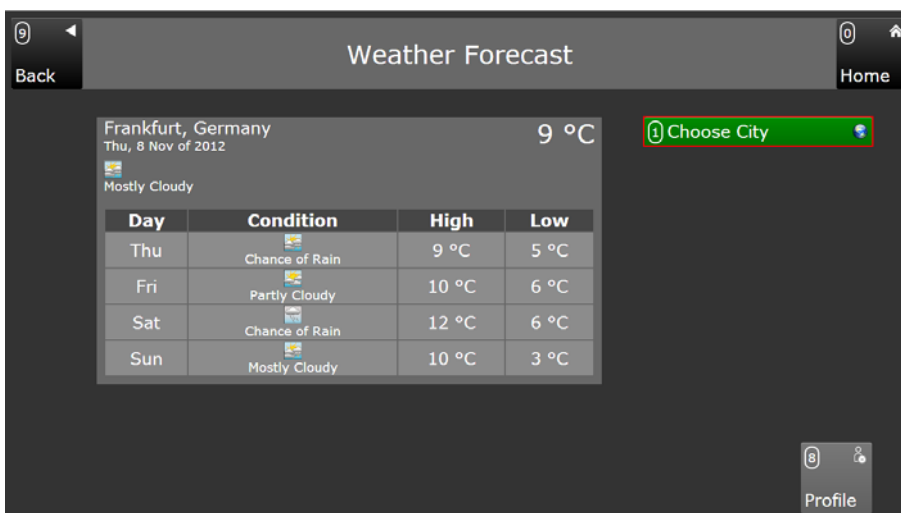 9
Back
Weather Forecast
0
Home
Frankfurt, Germany
Thu, 8 Nov of 2012
9 °C
Mostly Cloudy
1 Choose City
Day Condition High Low
Thu Chance of Rain 9 °C 5 °C
Fri Partly Cloudy 10 °C 6 °C
Sat Chance of Rain 12 °C 6 °C
Sun Mostly Cloudy 10 °C 3 °C
8
Profile